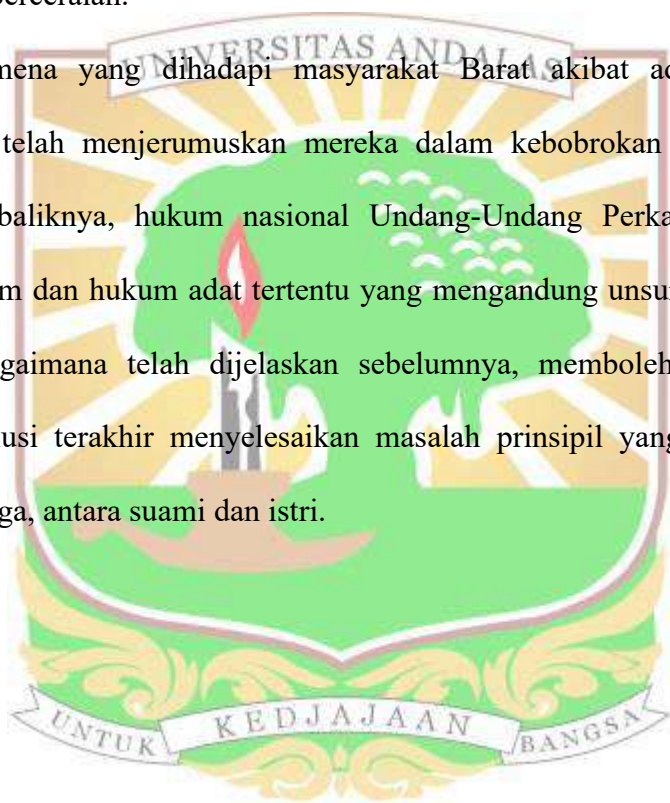 perceraian.
UNIVERSITAS ANDALAS
mena yang dihadapi masyarakat Barat akibat ad
telah menjerumuskan mereka dalam kebobrokan
baliknya, hukum nasional Undang-Undang Perka
m dan hukum adat tertentu yang mengandung unsu
gaimana telah dijelaskan sebelumnya, memboleh
usi terakhir menyelesaikan masalah prinsipil yang
ga, antara suami dan istri.
UNTUK KEDJAJAAN BANGSA